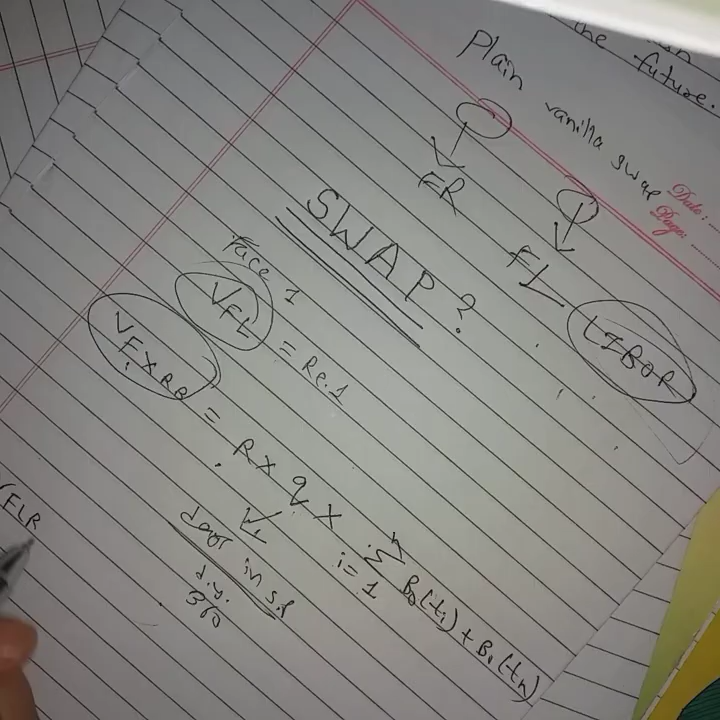 the future.
Plain vanilla swap
Date:
Page:
FR
FL
LIBOR
SWAP?
Face 1
VFL = Re.1
VFXRB = R x q x n Σ i=1 B0(ti) + B0(tn)
days in s.p
d.y.
360
VFLR